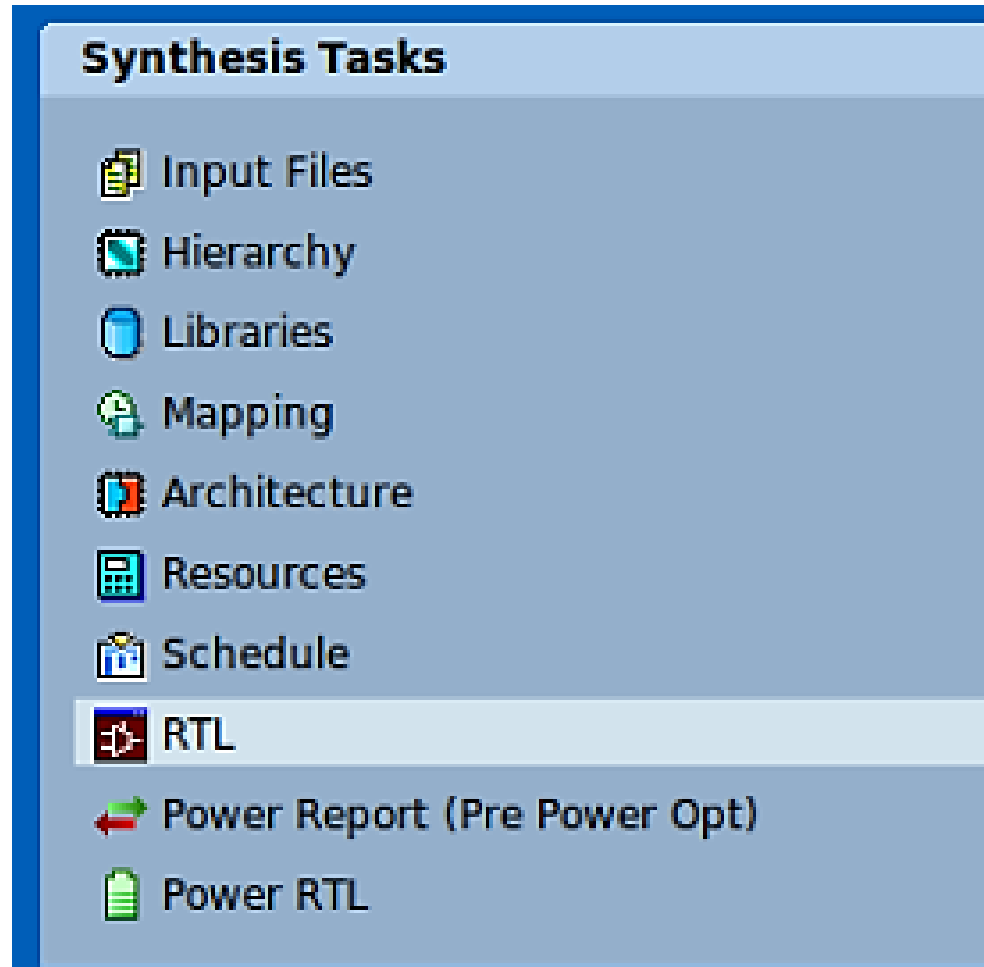 Synthesis Tasks
Input Files
Hierarchy
Libraries
Mapping
Architecture
Resources
Schedule
RTL
Power Report (Pre Power Opt)
Power RTL